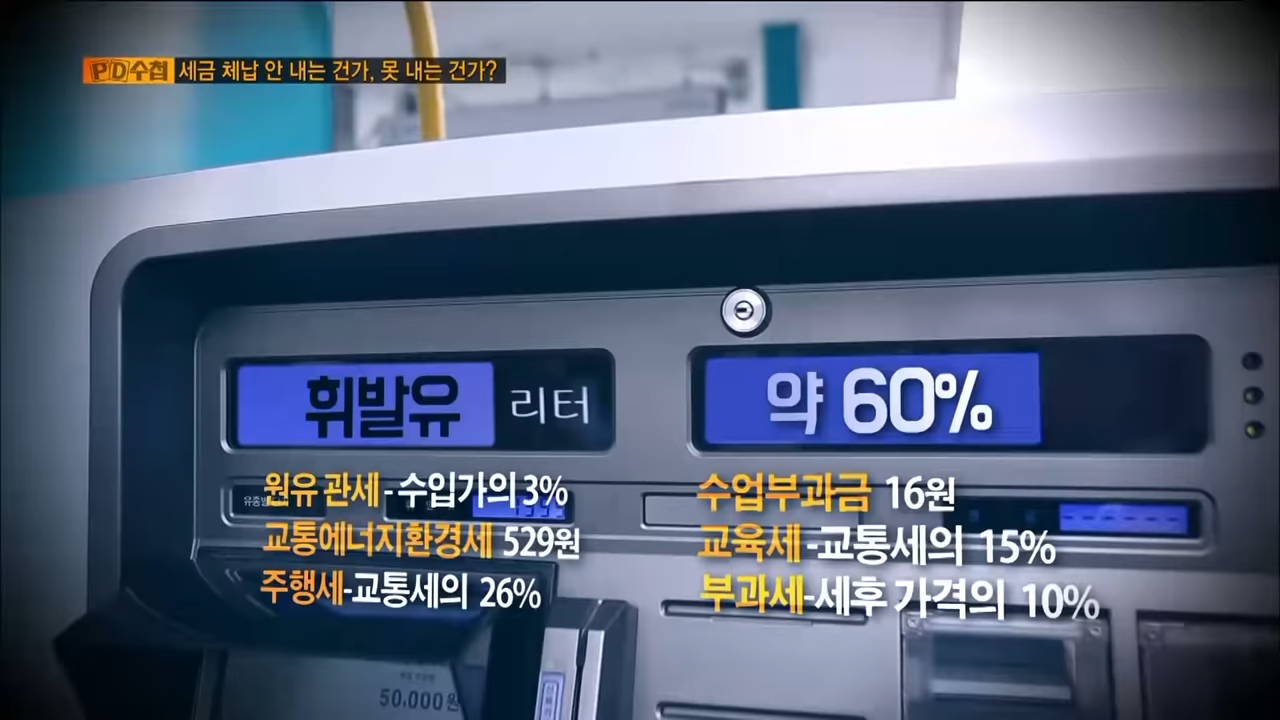 PD수첩 세금 체납 안 내는 건가, 못 내는 건가?
휘발유 리터
약 60%
원유 관세 - 수입가의 3%
교통에너지환경세 529원
주행세-교통세의 26%
수업부과금 16원
교육세-교통세의 15%
부과세-세후 가격의 10%
50,000원